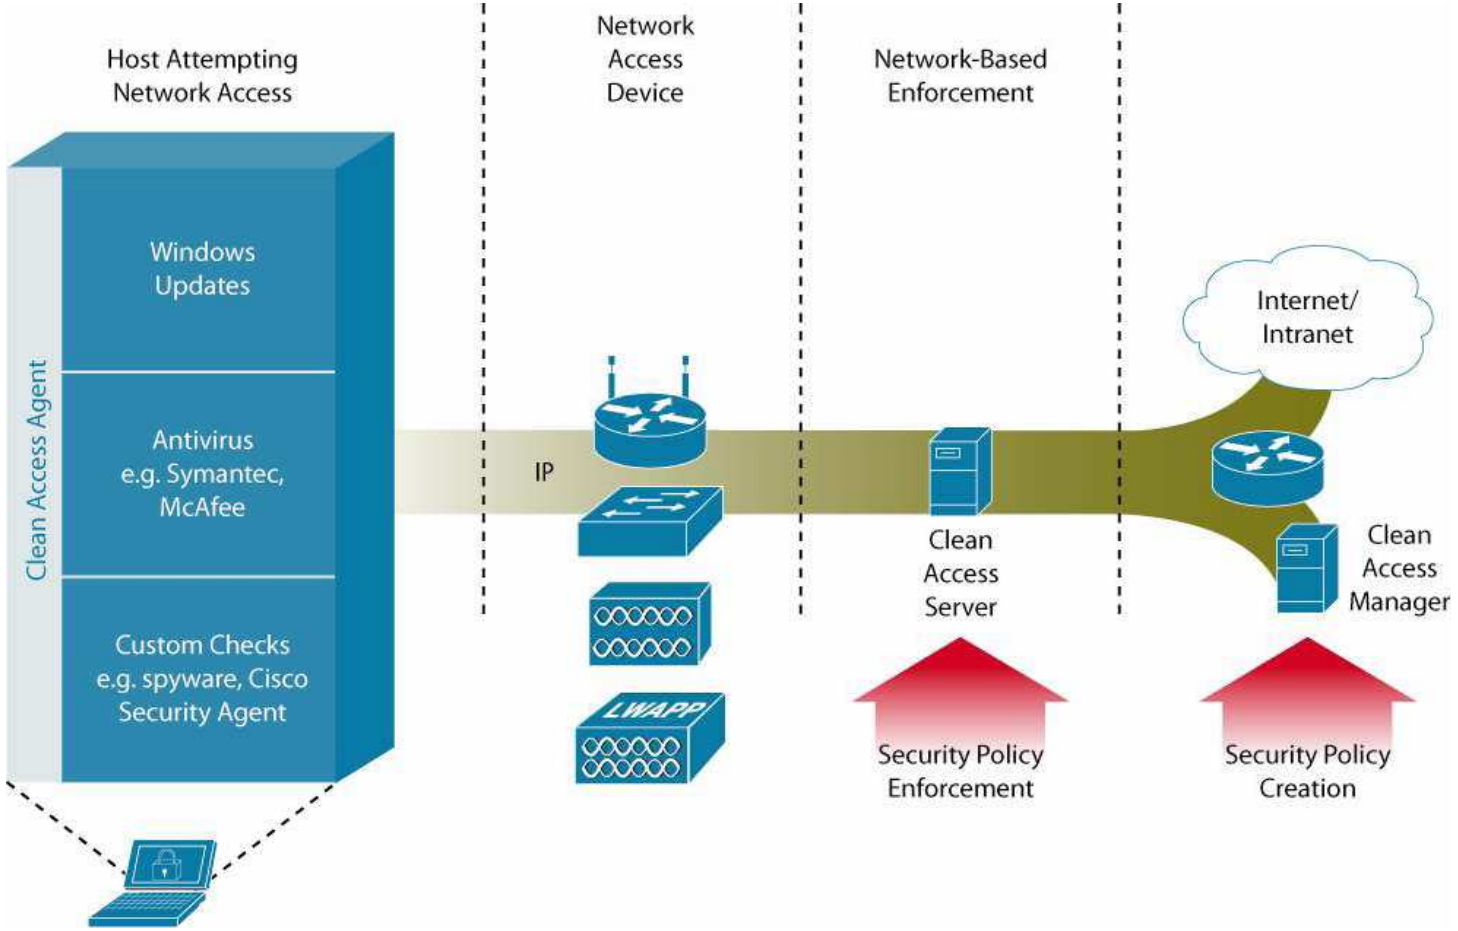 Host Attempting
Network Access
Network
Access
Device
Network-Based
Enforcement
Clean Access Agent
Windows
Updates
Antivirus
e.g. Symantec,
McAfee
Custom Checks
e.g. spyware, Cisco
Security Agent
IP
LWAPP
Clean
Access
Server
Security Policy
Enforcement
Internet/
Intranet
Clean
Access
Manager
Security Policy
Creation